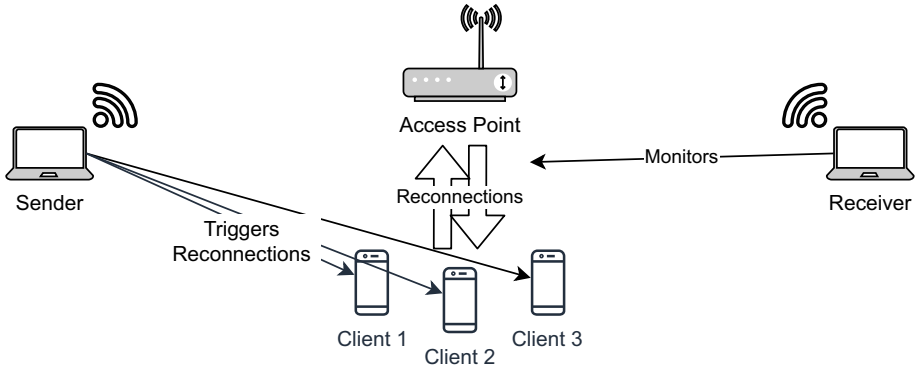 Access Point
Monitors
Sender
Reconnections
Receiver
Triggers
Reconnections
Client 1
Client 2
Client 3